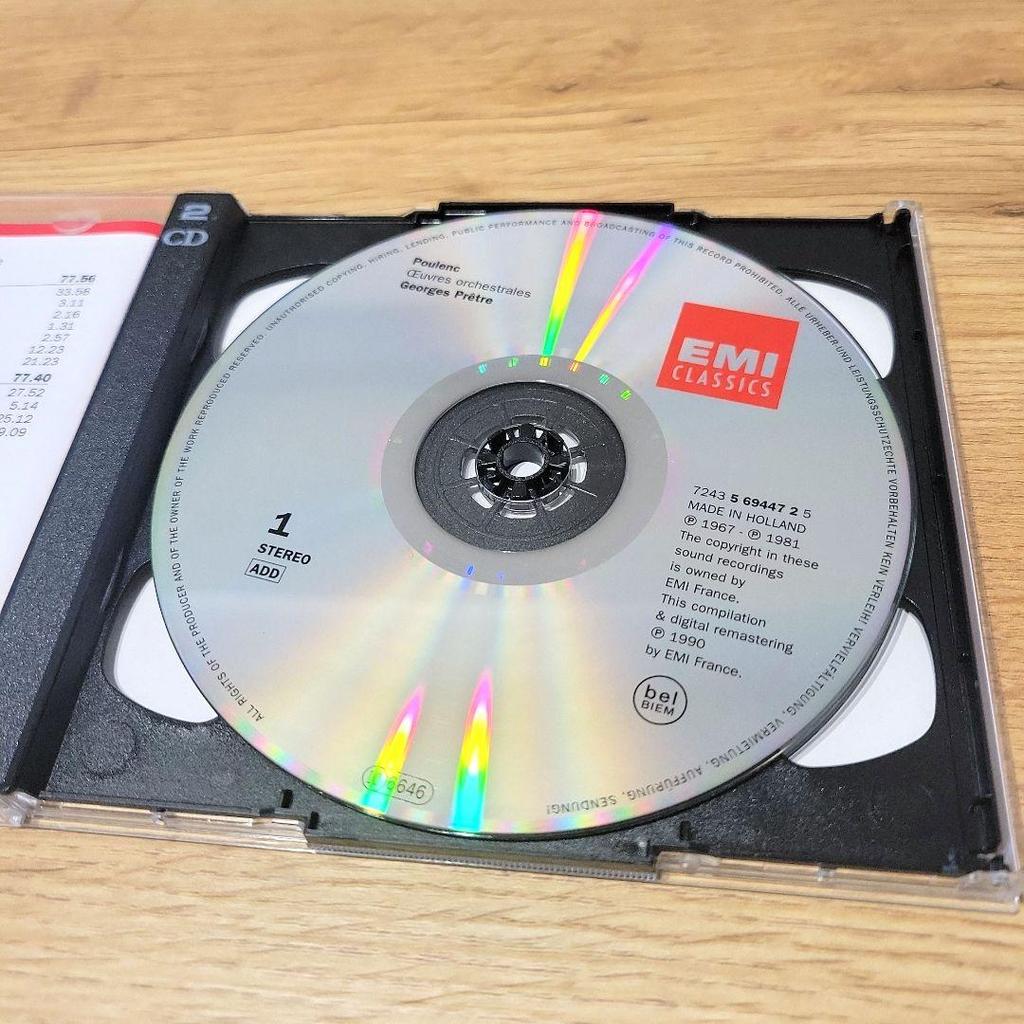 2
CD
77.56
33.58
3.11
2.16
1.31
2.57
12.23
21.23
77.40
27.52
5.14
25.12
9.09
Poulenc
Œuvres orchestrales
Georges Prêtre
EMI
CLASSICS
1
STEREO
ADD
7243 5 69447 2 5
MADE IN HOLLAND
℗ 1967 - ℗ 1981
The copyright in these
sound recordings
is owned by
EMI France.
This compilation
& digital remastering
℗ 1990
by EMI France.
bel
BIEM
ALL RIGHTS OF THE PRODUCER AND OF THE OWNER OF THE WORK REPRODUCED RESERVED. UNAUTHORISED COPYING, HIRING, LENDING, PUBLIC PERFORMANCE AND BROADCASTING OF THIS RECORD PROHIBITED. ALLE URHEBER-UND LEISTUNGSSCHUTZECHTE VORBEHALTEN KEIN VERLEIH! VERVIELFÄLTIGUNG, VERMIETUNG, AUFFÜRUNG, SENDUNG!